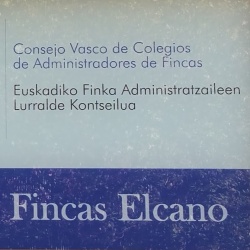 Consejo Vasco de Colegios
de Administradores de Fincas
Euskadiko Finka Administratzaileen
Lurralde Kontseilua
Fincas Elcano